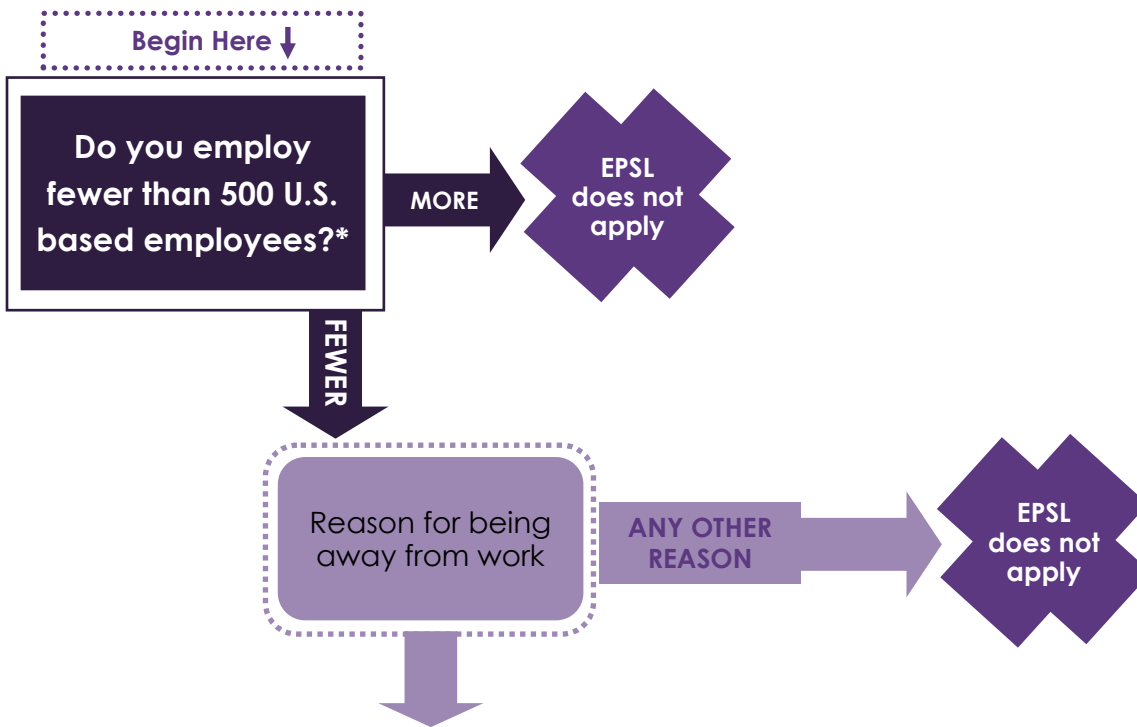 Begin Here
Do you employ
fewer than 500 U.S.
based employees?*
MORE
EPSL
does not
apply
FEWER
Reason for being
away from work
ANY OTHER
REASON
EPSL
does not
apply